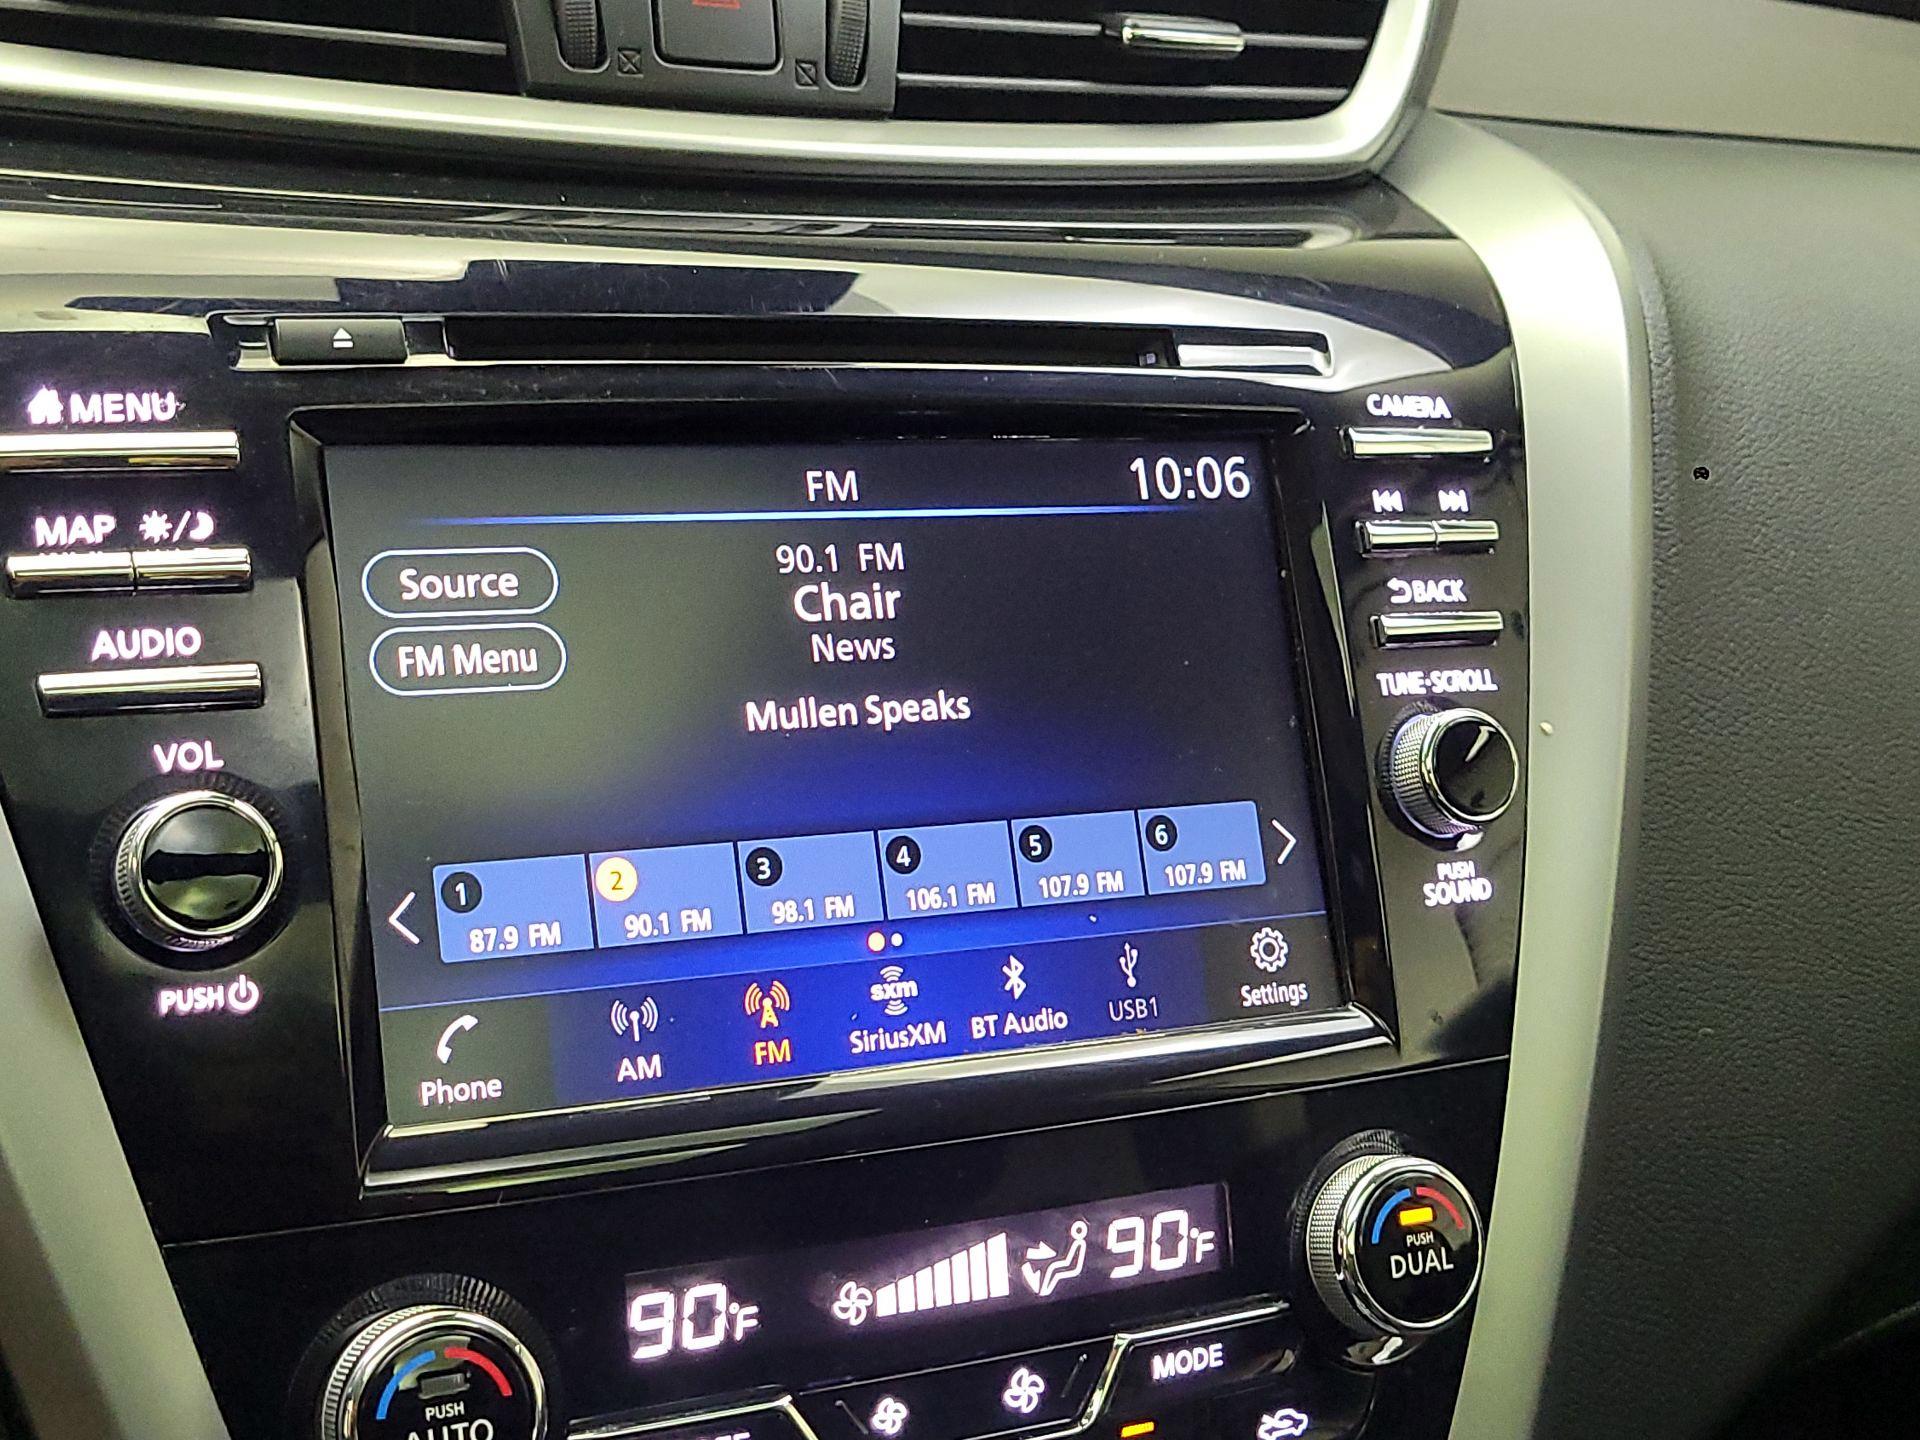 MENU
CAMERA
FM
10:06
MAP
90.1 FM
Source
Chair
BACK
News
AUDIO
FM Menu
TUNE·SCROLL
Mullen Speaks
VOL
1
2
3
4
5
6
87.9 FM
90.1 FM
98.1 FM
106.1 FM
107.9 FM
107.9 FM
PUSH
SOUND
PUSH
Phone
AM
FM
sxm
SiriusXM
BT Audio
USB1
Settings
90°F
90°F
PUSH
DUAL
MODE
PUSH
AUTO